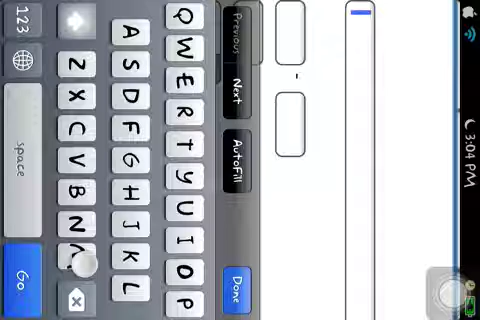 3:04 PM
-
Previous Next AutoFill Done
Q W E R T Y U I O P
A S D F G H J K L
Z X C V B N
123 space Go